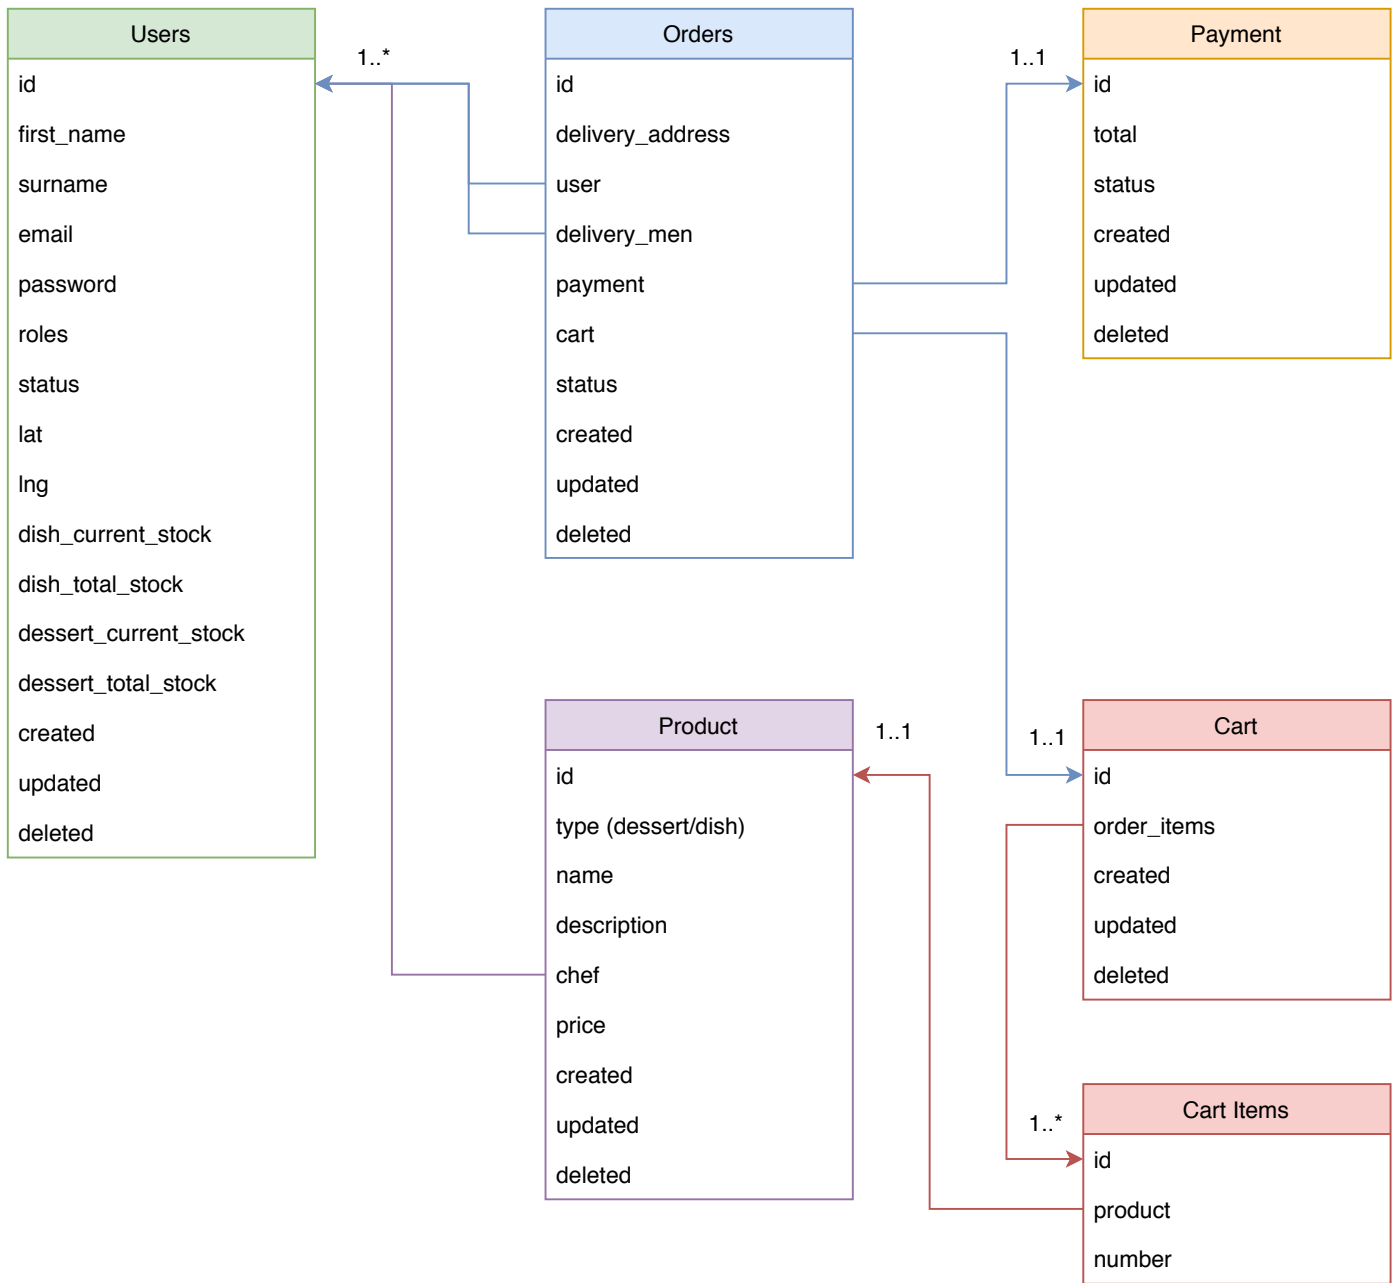 Users
id
first_name
surname
email
password
roles
status
lat
lng
dish_current_stock
dish_total_stock
dessert_current_stock
dessert_total_stock
created
updated
deleted
1..*
Orders
id
delivery_address
user
delivery_men
payment
cart
status
created
updated
deleted
1..1
Payment
id
total
status
created
updated
deleted
Product
id
type (dessert/dish)
name
description
chef
price
created
updated
deleted
1..1
1..1
Cart
id
order_items
created
updated
deleted
1..*
Cart Items
id
product
number